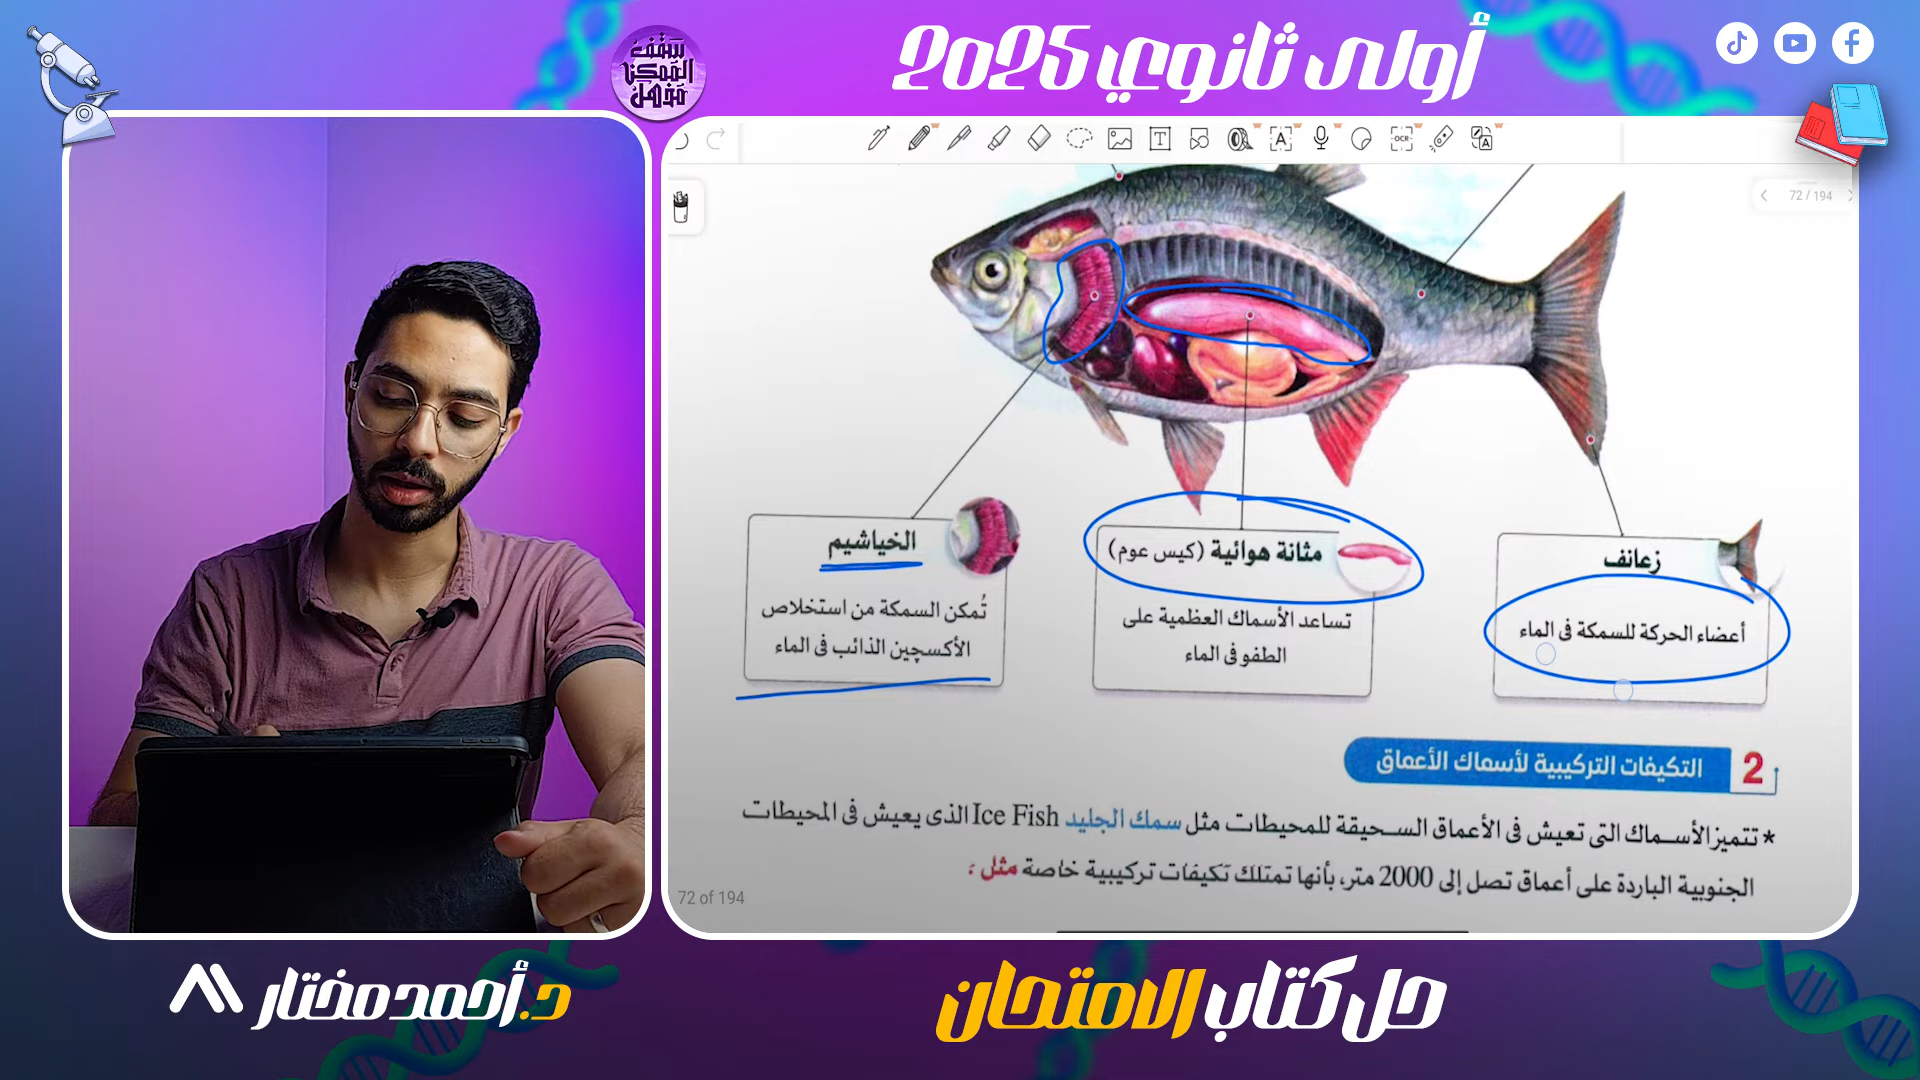 أولى ثانوي 2025
سقف
الممكن
مذهل
OCR
72 / 194
الخياشيم
تُمكن السمكة من استخلاص
الأكسچين الذائب فى الماء
مثانة هوائية (كيس عوم)
تساعد الأسماك العظمية على
الطفو فى الماء
زعانف
أعضاء الحركة للسمكة فى الماء
2 التكيفات التركيبية لأسماك الأعماق
* تتميز الأسماك التى تعيش فى الأعماق السحيقة للمحيطات مثل سمك الجليد Ice Fish الذى يعيش فى المحيطات
الجنوبية الباردة على أعماق تصل إلى 2000 متر، بأنها تمتلك تكيفات تركيبية خاصة مثل :
72 of 194
د.أحمد مختار
حل كتاب الامتحان